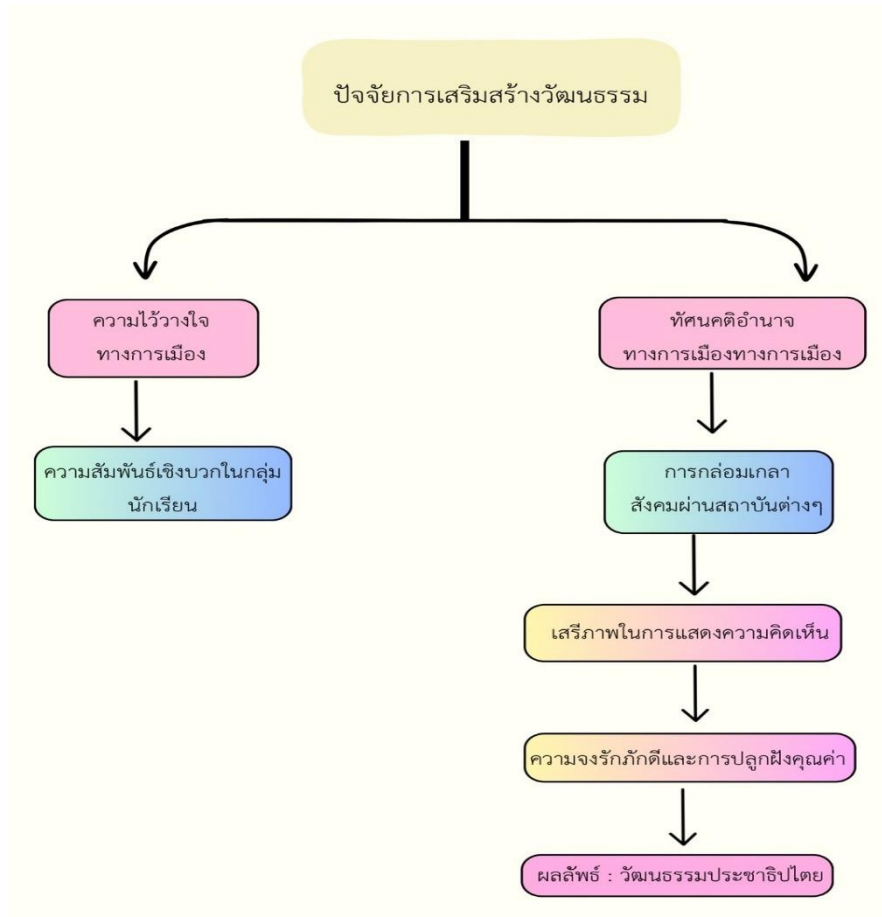 ปัจจัยการเสริมสร้างวัฒนธรรม
ความไว้วางใจ
ทางการเมือง
ทัศนคติอำนาจ
ทางการเมืองทางการเมือง
ความสัมพันธ์เชิงบวกในกลุ่ม
นักเรียน
การกล่อมเกลา
สังคมผ่านสถาบันต่างๆ
เสรีภาพในการแสดงความคิดเห็น
ความจงรักภักดีและการปลูกฝังคุณค่า
ผลลัพธ์ : วัฒนธรรมประชาธิปไตย